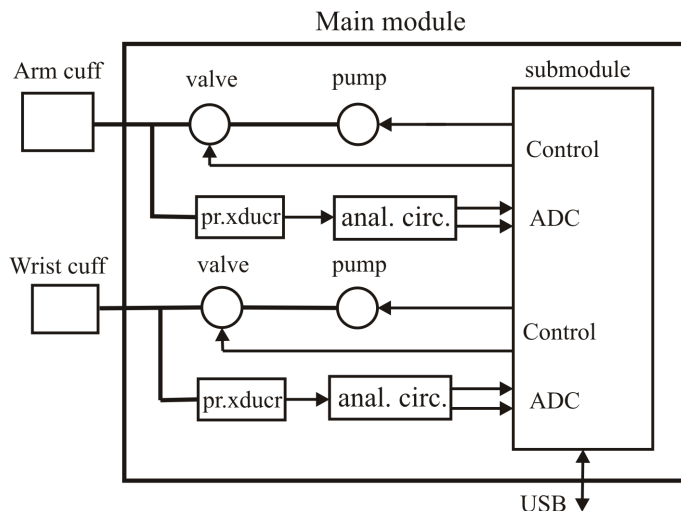 Main module
Arm cuff
valve
pump
submodule
Control
pr.xducr
anal. circ.
ADC
Wrist cuff
valve
pump
Control
pr.xducr
anal. circ.
ADC
USB